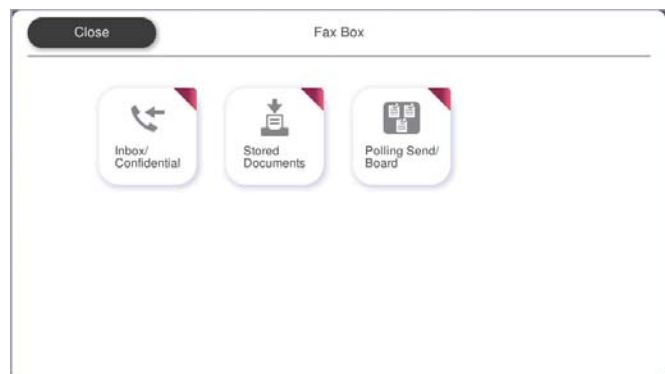 Close
Fax Box
Inbox/
Confidential
Stored
Documents
Polling Send/
Board